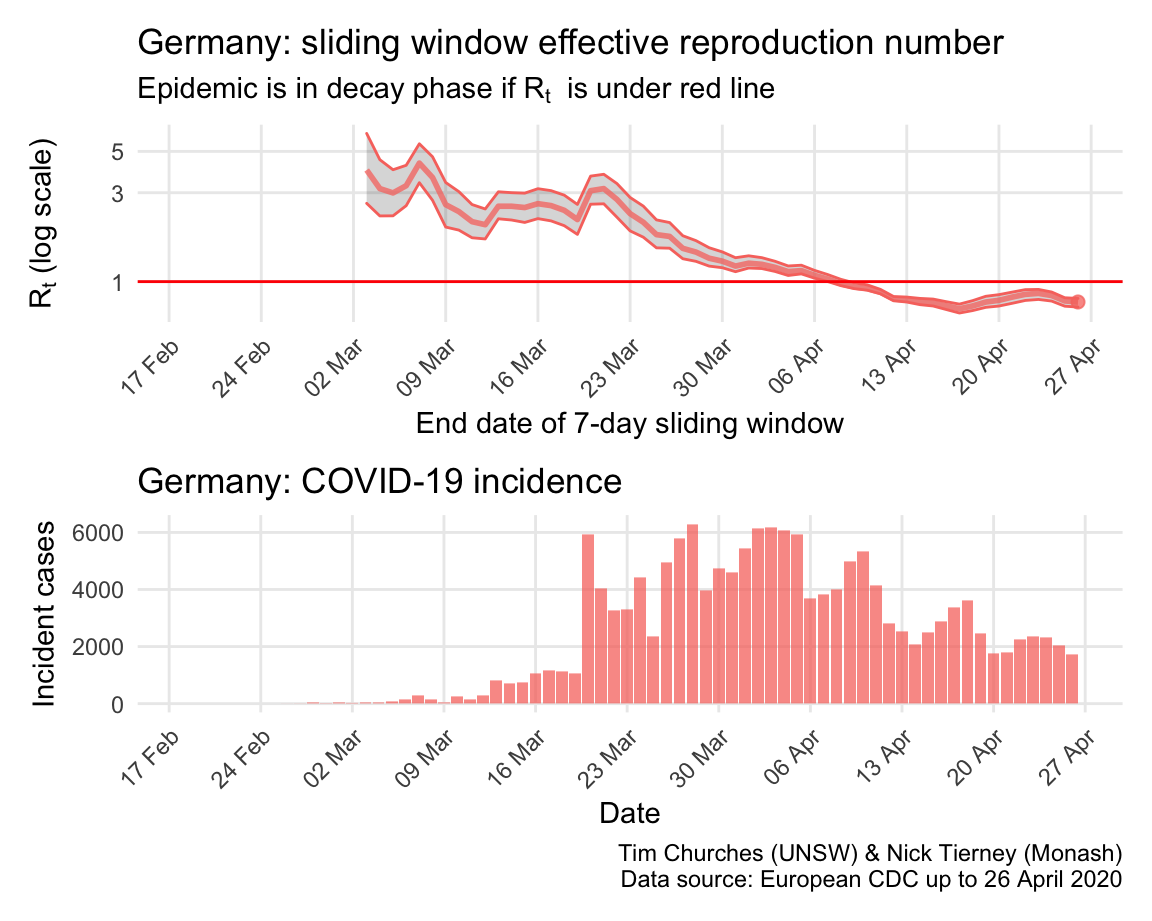 Germany: sliding window effective reproduction number
Epidemic is in decay phase if Rt is under red line
Rt (log scale)
5
3
1
17 Feb
24 Feb
02 Mar
09 Mar
16 Mar
23 Mar
30 Mar
06 Apr
13 Apr
20 Apr
27 Apr
End date of 7-day sliding window
Germany: COVID-19 incidence
Incident cases
6000
4000
2000
0
17 Feb
24 Feb
02 Mar
09 Mar
16 Mar
23 Mar
30 Mar
06 Apr
13 Apr
20 Apr
27 Apr
Date
Tim Churches (UNSW) & Nick Tierney (Monash)
Data source: European CDC up to 26 April 2020